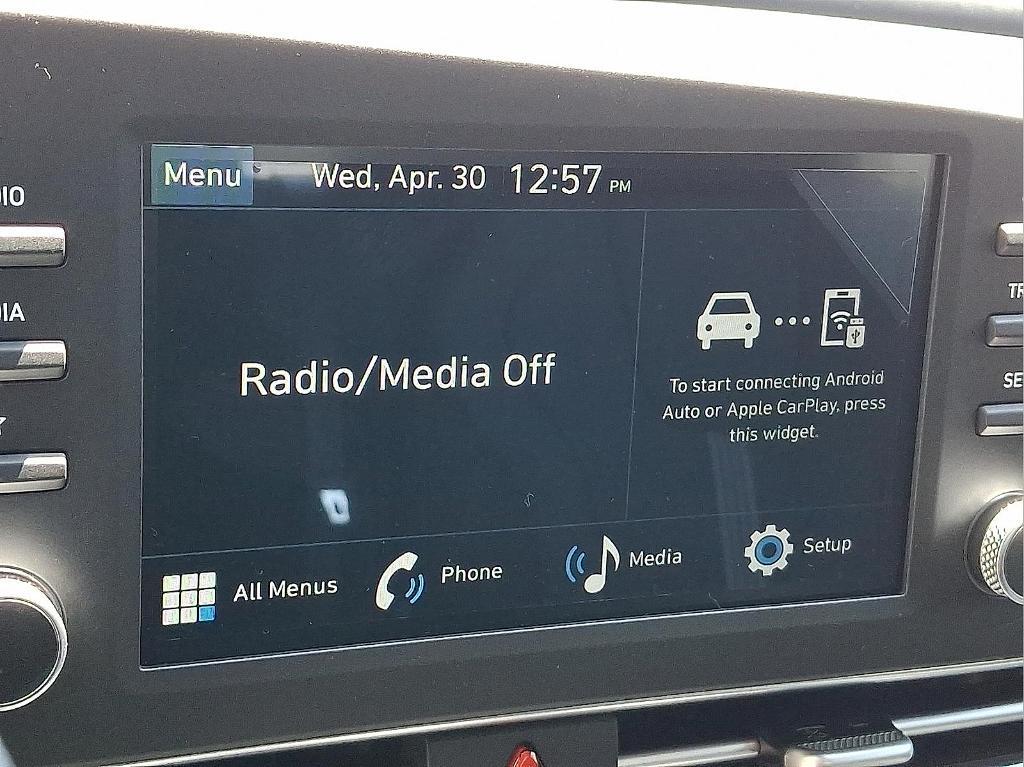 Menu
Wed, Apr. 30 12:57 PM
Radio/Media Off
To start connecting Android
Auto or Apple CarPlay, press
this widget.
All Menus
Phone
Media
Setup